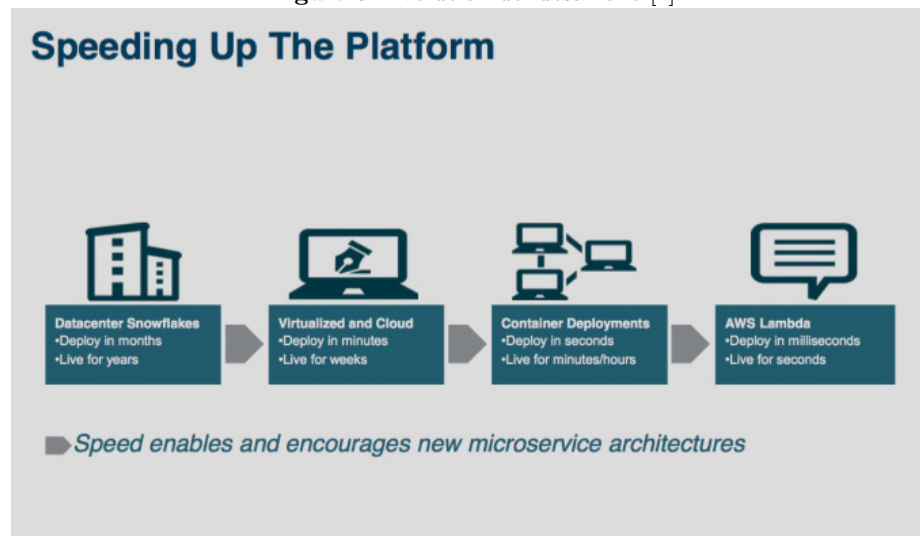 Speeding Up The Platform
Datacenter Snowflakes
•Deploy in months
•Live for years
Virtualized and Cloud
•Deploy in minutes
•Live for weeks
Container Deployments
•Deploy in seconds
•Live for minutes/hours
AWS Lambda
•Deploy in milliseconds
•Live for seconds
Speed enables and encourages new microservice architectures